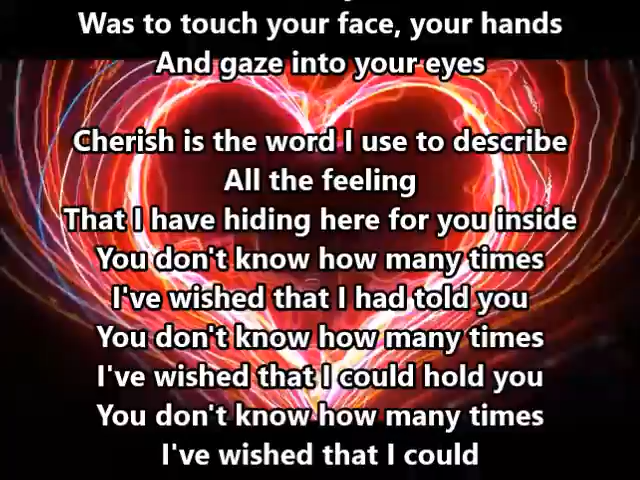 Was to touch your face, your hands
And gaze into your eyes
Cherish is the word I use to describe
All the feeling
That I have hiding here for you inside
You don't know how many times
I've wished that I had told you
You don't know how many times
I've wished that I could hold you
You don't know how many times
I've wished that I could